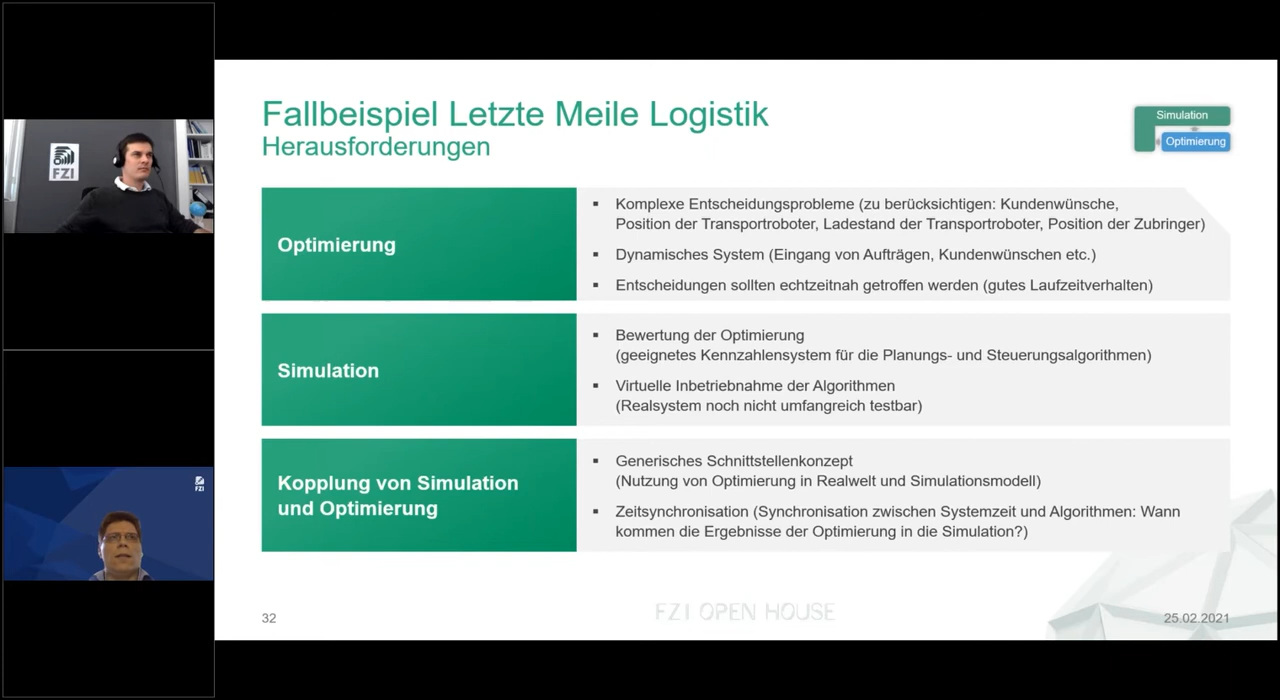 FZI
FZI
Fallbeispiel Letzte Meile Logistik
Herausforderungen
Simulation
Optimierung
Optimierung
▪ Komplexe Entscheidungsprobleme (zu berücksichtigen: Kundenwünsche,
Position der Transportroboter, Ladestand der Transportroboter, Position der Zubringer)
▪ Dynamisches System (Eingang von Aufträgen, Kundenwünschen etc.)
▪ Entscheidungen sollten echtzeitnah getroffen werden (gutes Laufzeitverhalten)
Simulation
▪ Bewertung der Optimierung
(geeignetes Kennzahlensystem für die Planungs- und Steuerungsalgorithmen)
▪ Virtuelle Inbetriebnahme der Algorithmen
(Realsystem noch nicht umfangreich testbar)
Kopplung von Simulation
und Optimierung
▪ Generisches Schnittstellenkonzept
(Nutzung von Optimierung in Realwelt und Simulationsmodell)
▪ Zeitsynchronisation (Synchronisation zwischen Systemzeit und Algorithmen: Wann
kommen die Ergebnisse der Optimierung in die Simulation?)
32
FZI OPEN HOUSE
25.02.2021